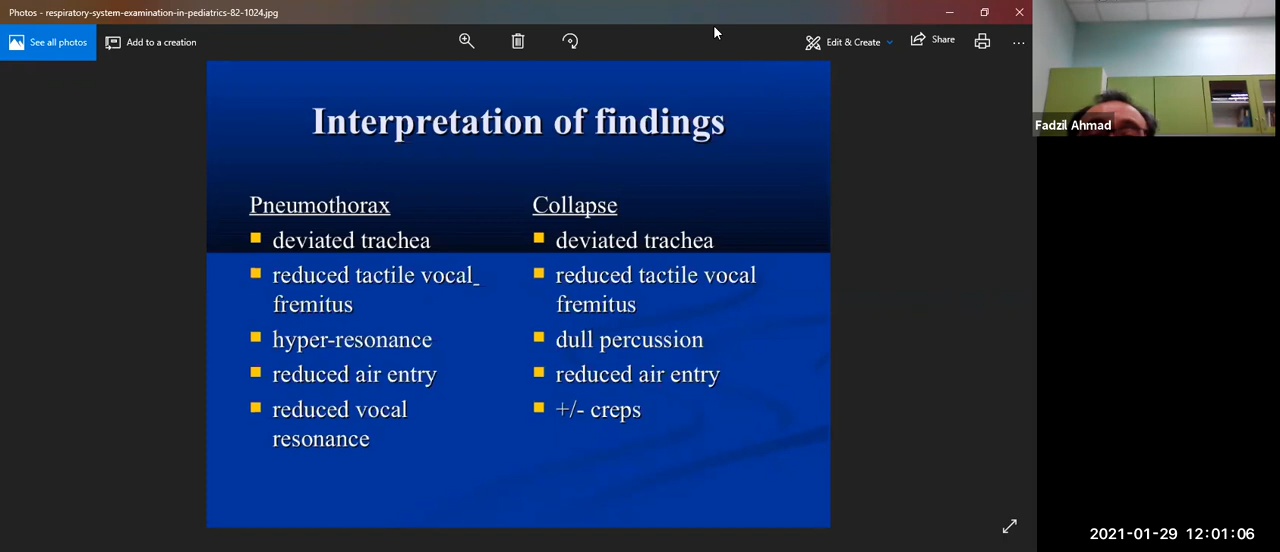 Photos - respiratory-system-examination-in-pediatrics-82-1024.jpg
See all photos
Add to a creation
Edit & Create
Share
Fadzil Ahmad
Interpretation of findings
Pneumothorax
deviated trachea
reduced tactile vocal_
fremitus
hyper-resonance
reduced air entry
reduced vocal
resonance
Collapse
deviated trachea
reduced tactile vocal
fremitus
dull percussion
reduced air entry
+/- creps
2021-01-29 12:01:06